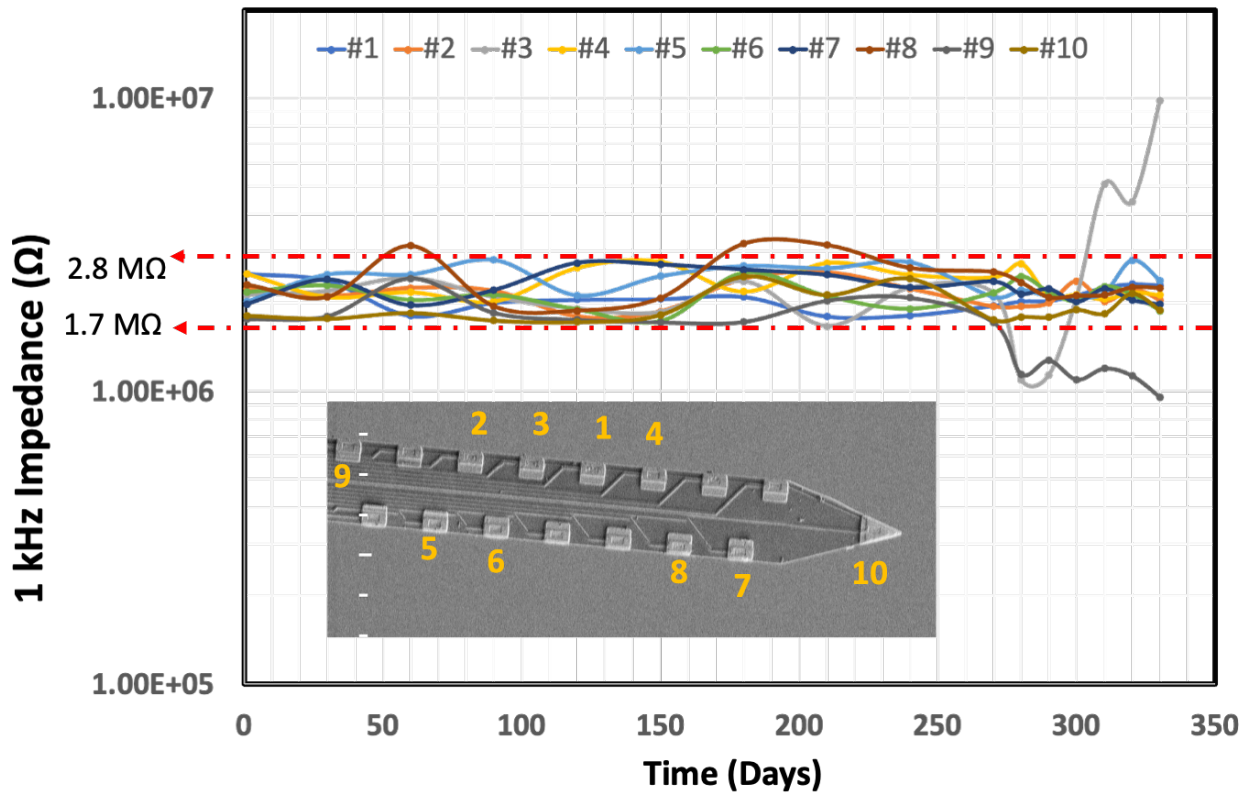 #1 #2 #3 #4 #5 #6 #7 #8 #9 #10
1.00E+07
2.8 MΩ
1.7 MΩ
1.00E+06
1.00E+05
1 kHz Impedance (Ω)
2 3 1 4
9
5 6 8 7 10
0 50 100 150 200 250 300 350
Time (Days)